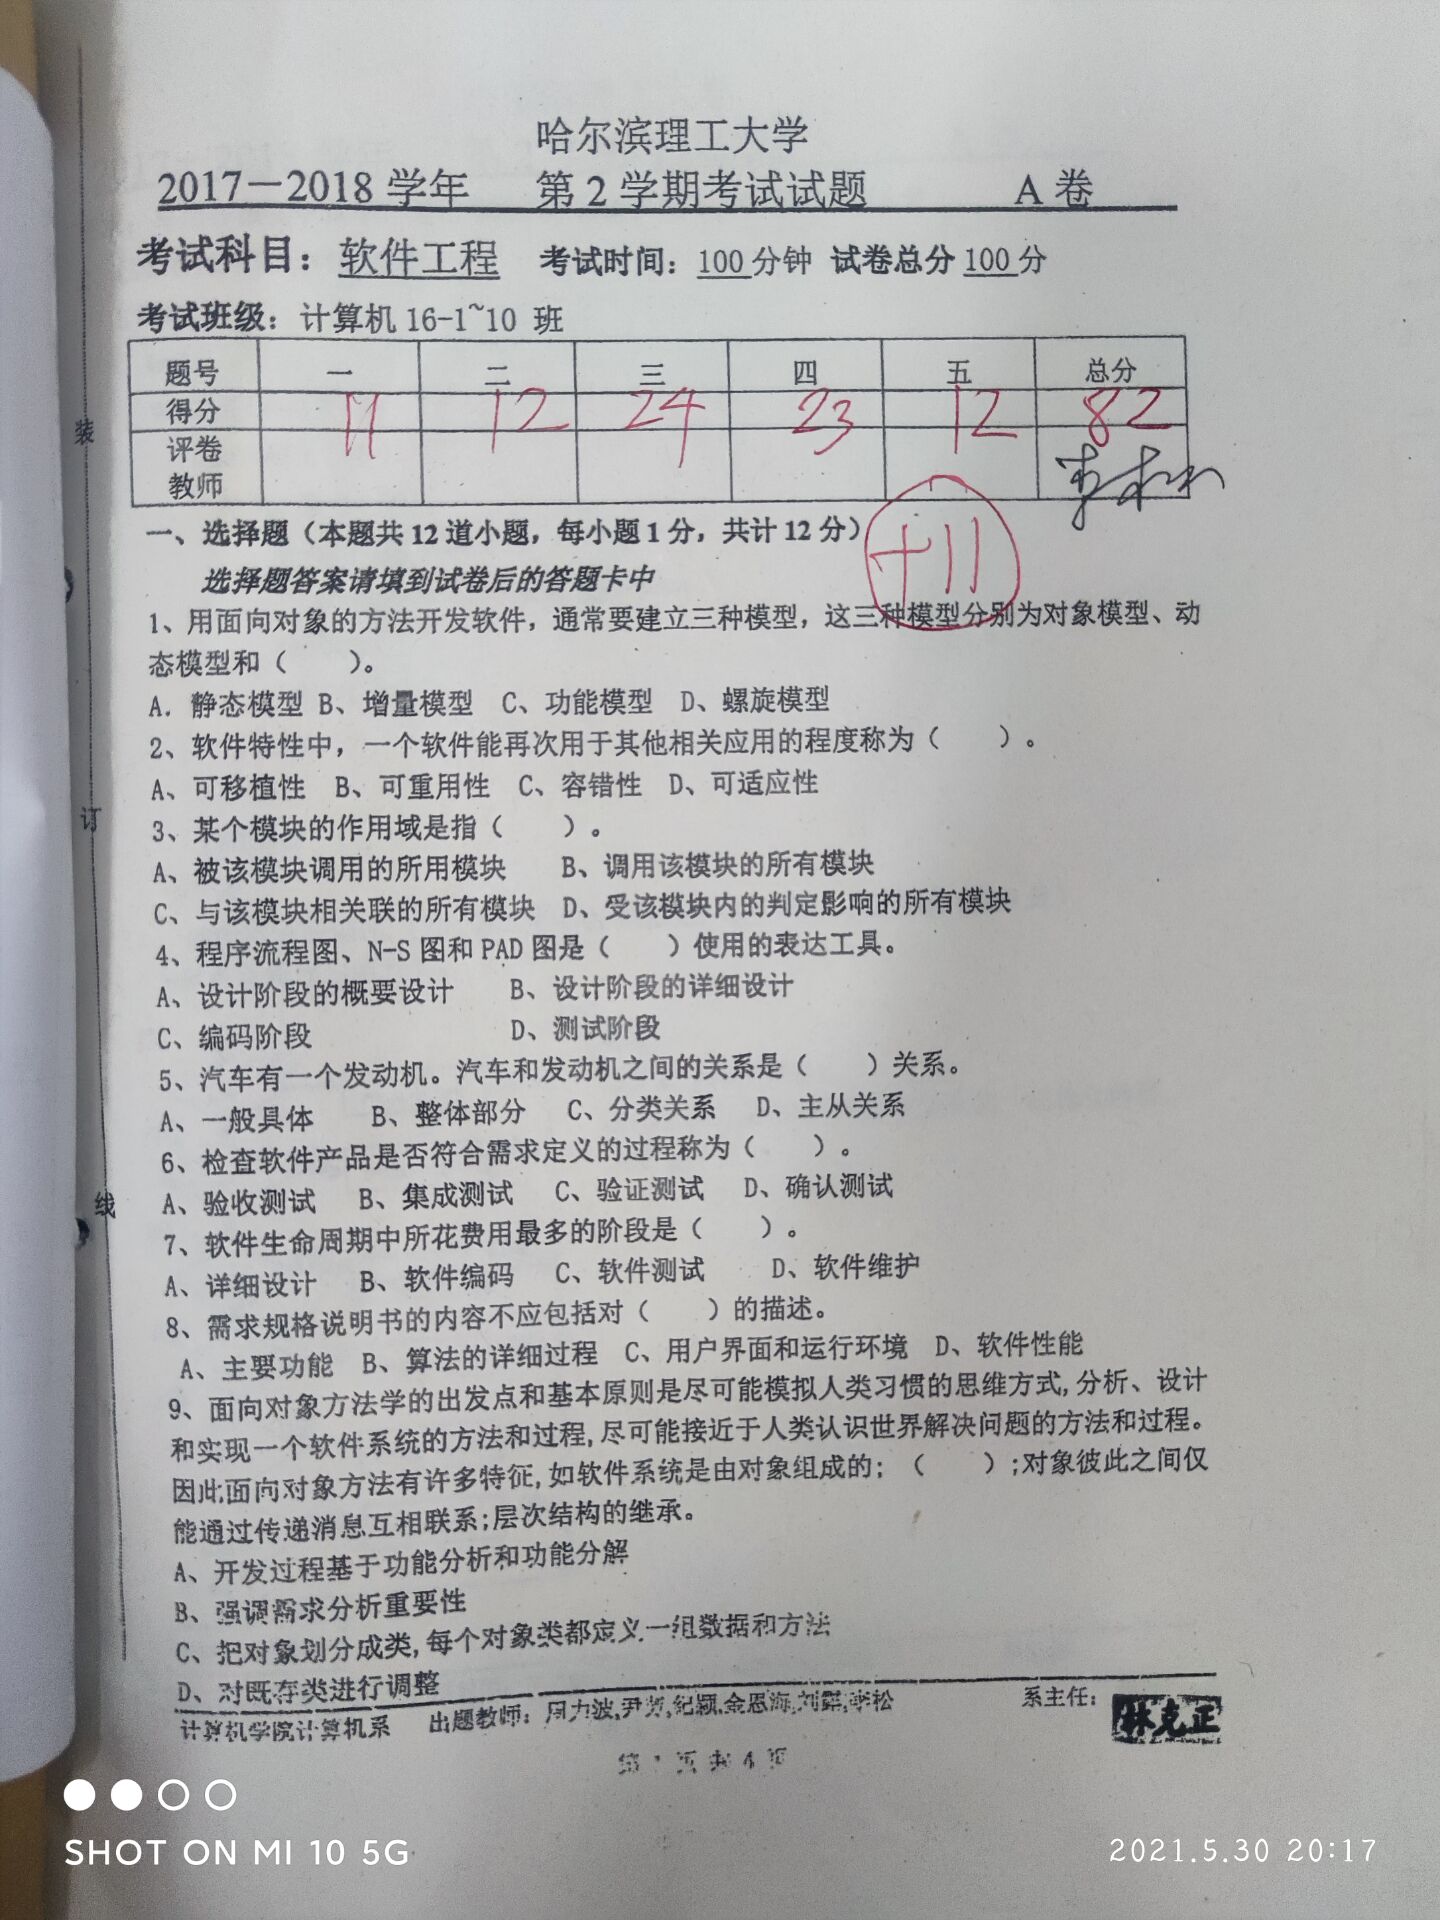 哈尔滨理工大学
2017-2018 学年 第 2 学期考试试题 A 卷
考试科目：软件工程 考试时间：100 分钟 试卷总分 100 分
考试班级：计算机 16-1~10 班
题号 一 二 三 四 五 总分
得分 11 12 24 23 12 82
评卷
教师
一、选择题（本题共 12 道小题，每小题 1 分，共计 12 分）
+11
选择题答案请填到试卷后的答题卡中
1、用面向对象的方法开发软件，通常要建立三种模型，这三种模型分别为对象模型、动
态模型和（ ）。
A. 静态模型 B、增量模型 C、功能模型 D、螺旋模型
2、软件特性中，一个软件能再次用于其他相关应用的程度称为（ ）。
A、可移植性 B、可重用性 C、容错性 D、可适应性
3、某个模块的作用域是指（ ）。
A、被该模块调用的所用模块 B、调用该模块的所有模块
C、与该模块相关联的所有模块 D、受该模块内的判定影响的所有模块
4、程序流程图、N-S 图和 PAD 图是（ ）使用的表达工具。
A、设计阶段的概要设计 B、设计阶段的详细设计
C、编码阶段 D、测试阶段
5、汽车有一个发动机。汽车和发动机之间的关系是（ ）关系。
A、一般具体 B、整体部分 C、分类关系 D、主从关系
6、检查软件产品是否符合需求定义的过程称为（ ）。
A、验收测试 B、集成测试 C、验证测试 D、确认测试
7、软件生命周期中所花费用最多的阶段是（ ）。
A、详细设计 B、软件编码 C、软件测试 D、软件维护
8、需求规格说明书的内容不应包括对（ ）的描述。
A、主要功能 B、算法的详细过程 C、用户界面和运行环境 D、软件性能
9、面向对象方法学的出发点和基本原则是尽可能模拟人类习惯的思维方式,分析、设计
和实现一个软件系统的方法和过程,尽可能接近于人类认识世界解决问题的方法和过程。
因此面向对象方法有许多特征,如软件系统是由对象组成的；（ ）;对象彼此之间仅
能通过传递消息互相联系;层次结构的继承。
A、开发过程基于功能分析和功能分解
B、强调需求分析重要性
C、把对象划分成类,每个对象类都定义一组数据和方法
D、对既存类进行调整
计算机学院计算机系 出题教师：周力波,尹芳,纪颖,金恩海,刘群,李松 系主任：林克正
第 1 页 共 4 页
装
订
线
SHOT ON MI 10 5G
2021.5.30 20:17